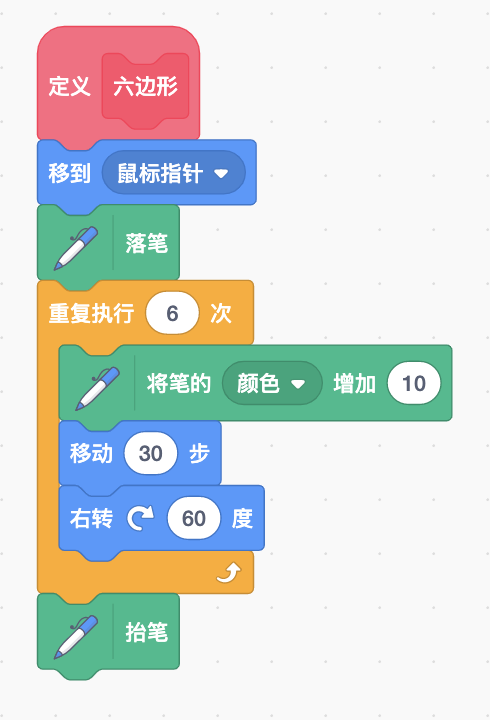 定义 六边形
移到 鼠标指针
落笔
重复执行 6 次
将笔的 颜色 增加 10
移动 30 步
右转 60 度
抬笔